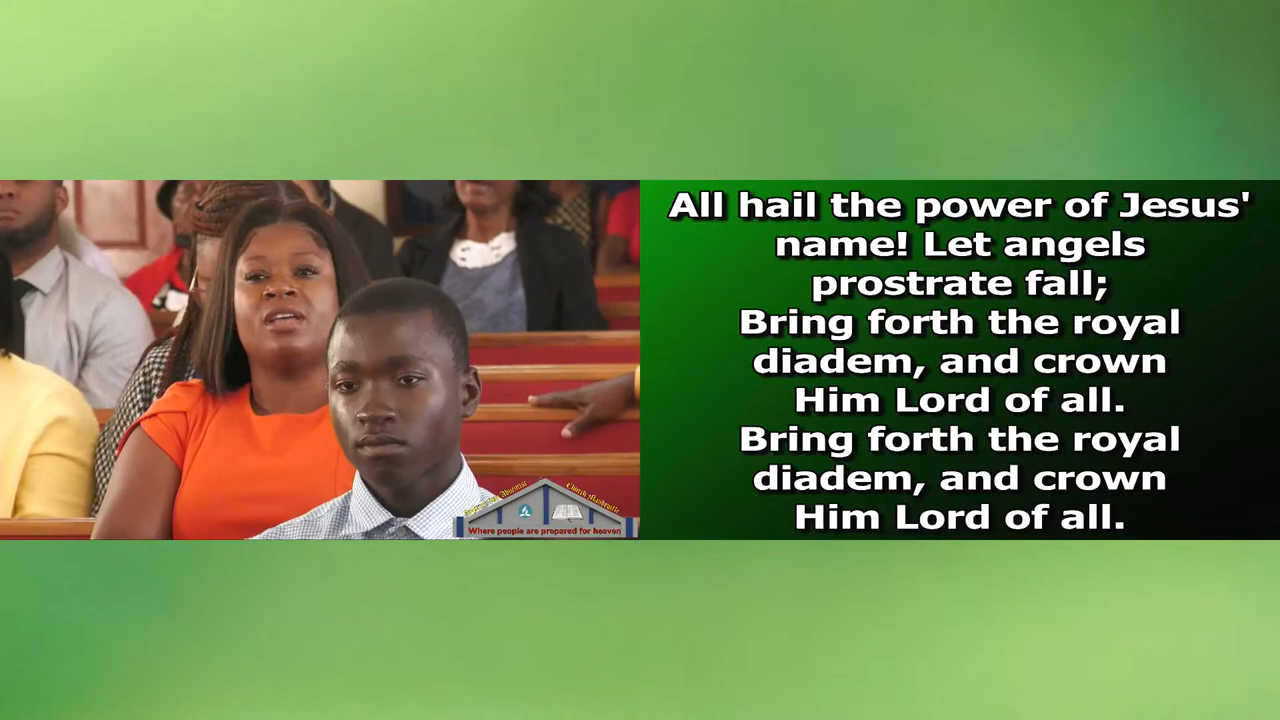 All hail the power of Jesus'
name! Let angels
prostrate fall;
Bring forth the royal
diadem, and crown
Him Lord of all.
Bring forth the royal
diadem, and crown
Him Lord of all.
Church Mandeville
Where people are prepared for heaven